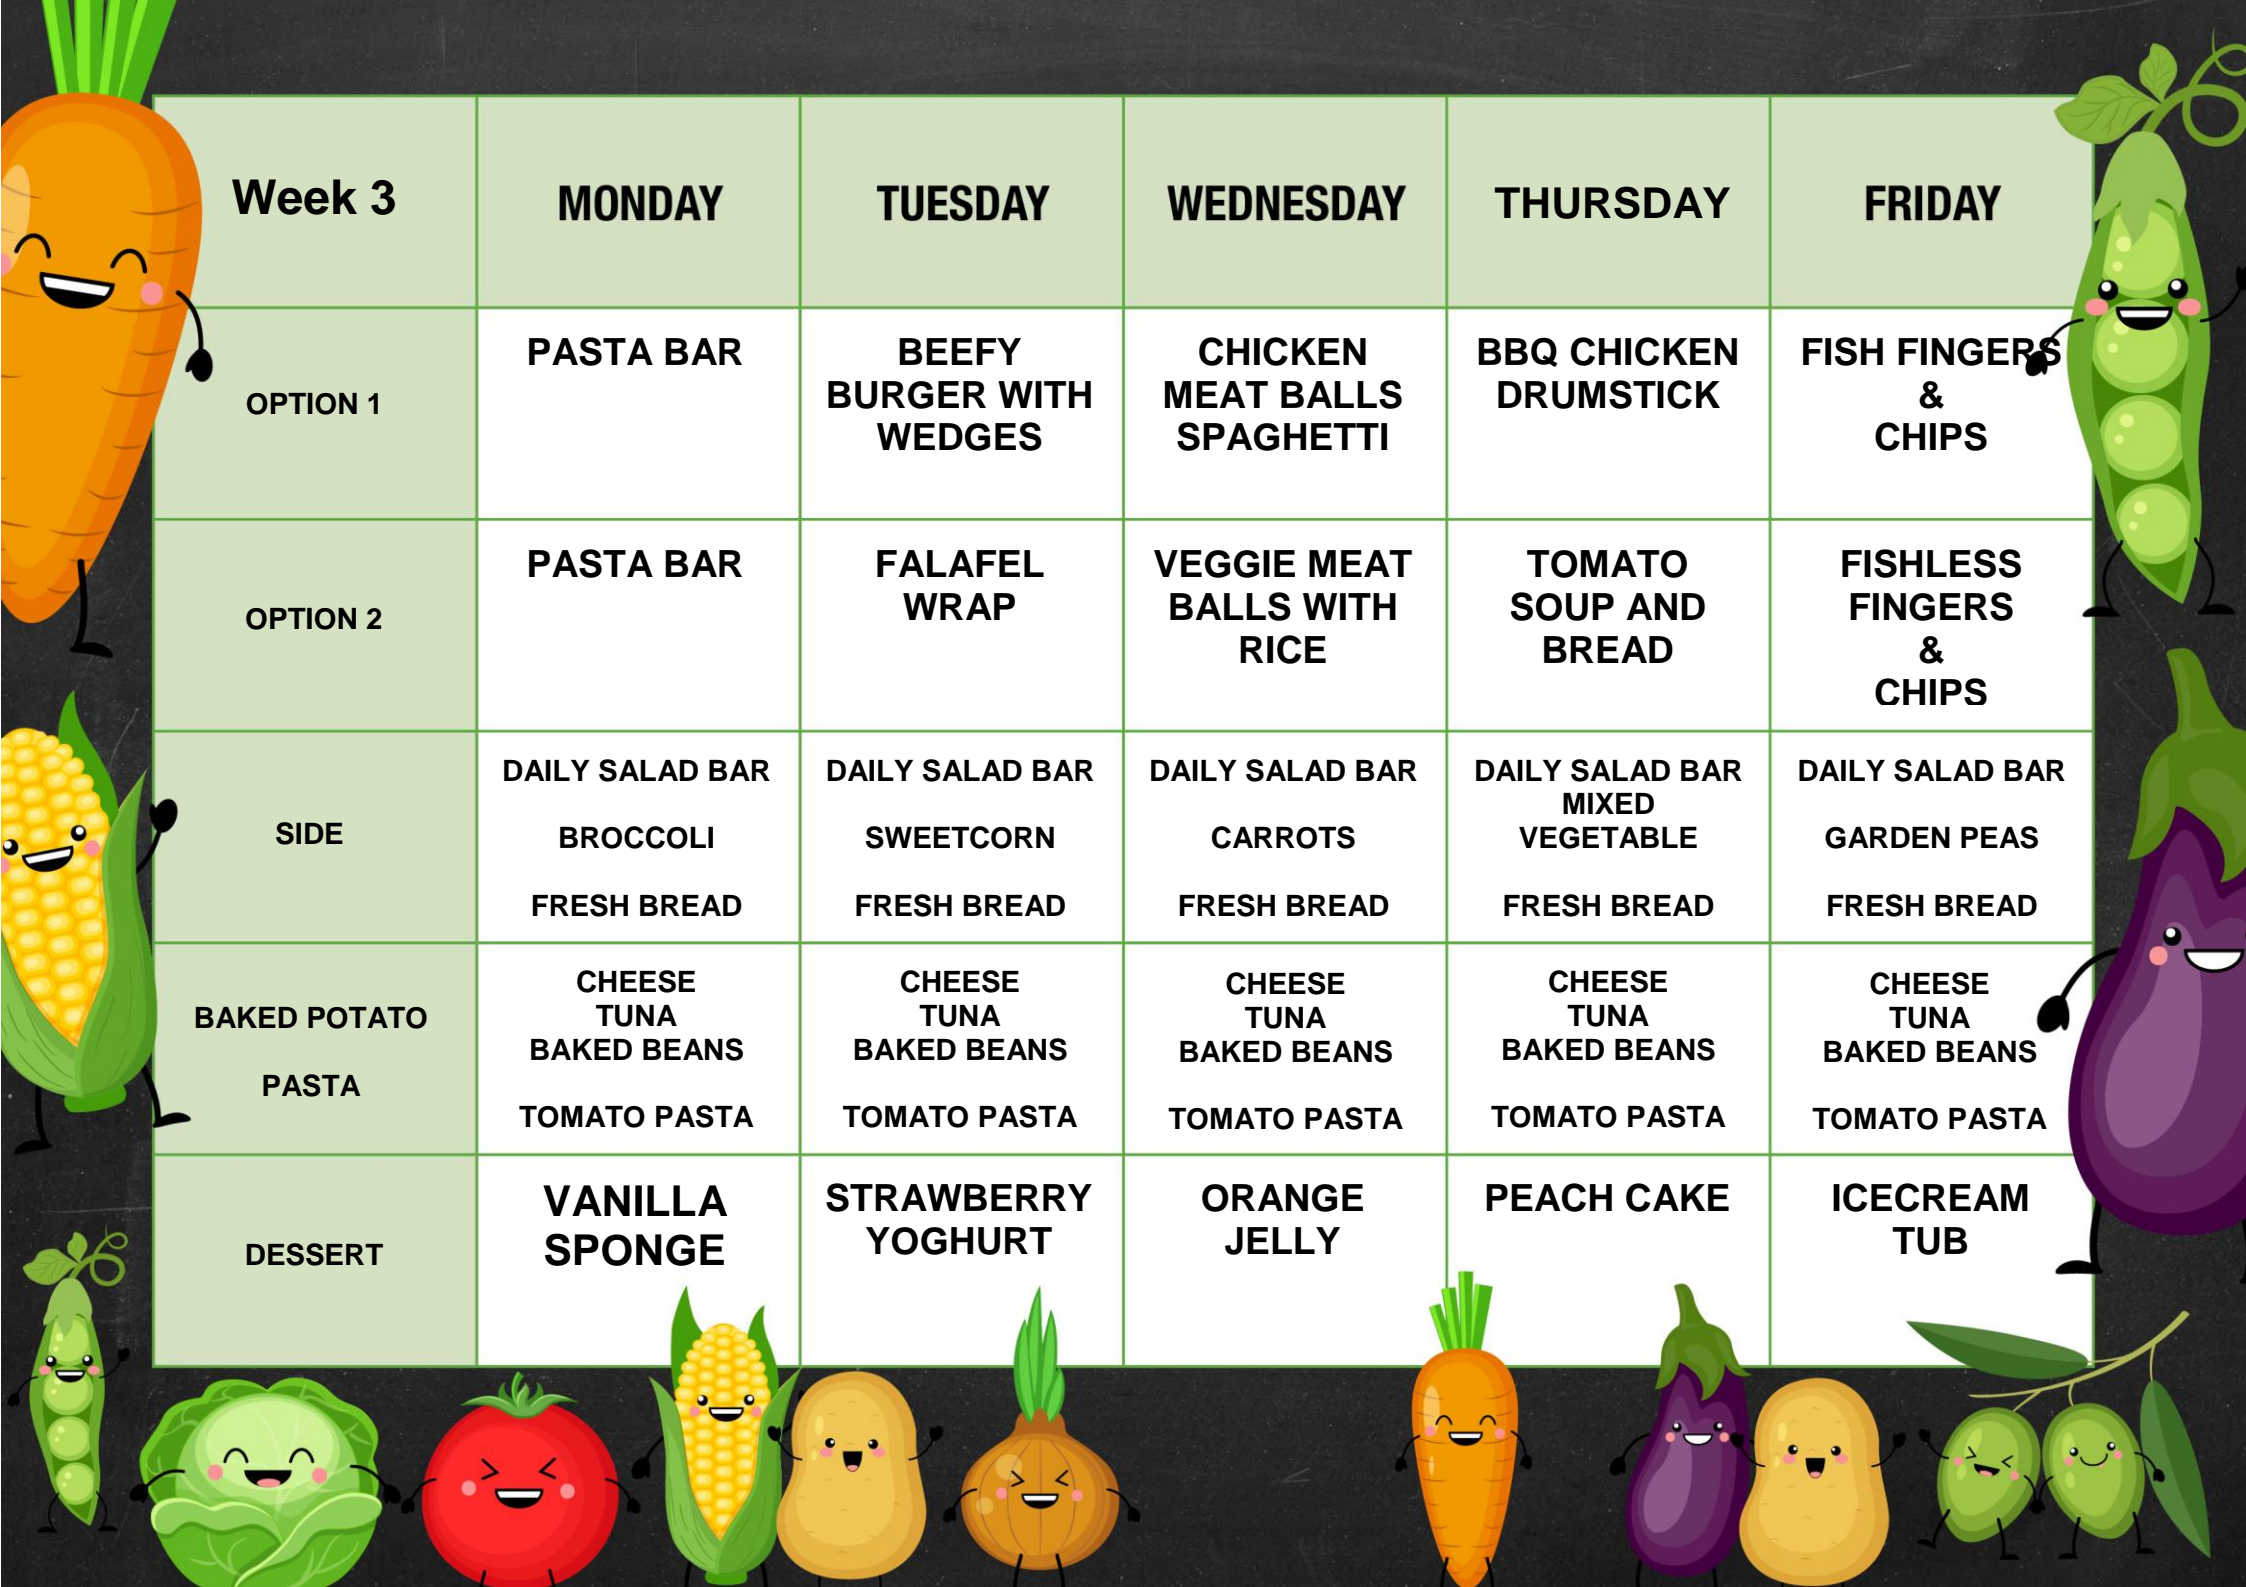 Week 3
MONDAY
TUESDAY
WEDNESDAY
THURSDAY
FRIDAY
OPTION 1
PASTA BAR
BEEFY
BURGER WITH
WEDGES
CHICKEN
MEAT BALLS
SPAGHETTI
BBQ CHICKEN
DRUMSTICK
FISH FINGERS
&
CHIPS
OPTION 2
PASTA BAR
FALAFEL
WRAP
VEGGIE MEAT
BALLS WITH
RICE
TOMATO
SOUP AND
BREAD
FISHLESS
FINGERS
&
CHIPS
SIDE
DAILY SALAD BAR
BROCCOLI
FRESH BREAD
DAILY SALAD BAR
SWEETCORN
FRESH BREAD
DAILY SALAD BAR
CARROTS
FRESH BREAD
DAILY SALAD BAR
MIXED
VEGETABLE
FRESH BREAD
DAILY SALAD BAR
GARDEN PEAS
FRESH BREAD
BAKED POTATO
PASTA
CHEESE
TUNA
BAKED BEANS
TOMATO PASTA
CHEESE
TUNA
BAKED BEANS
TOMATO PASTA
CHEESE
TUNA
BAKED BEANS
TOMATO PASTA
CHEESE
TUNA
BAKED BEANS
TOMATO PASTA
CHEESE
TUNA
BAKED BEANS
TOMATO PASTA
DESSERT
VANILLA
SPONGE
STRAWBERRY
YOGHURT
ORANGE
JELLY
PEACH CAKE
ICECREAM
TUB